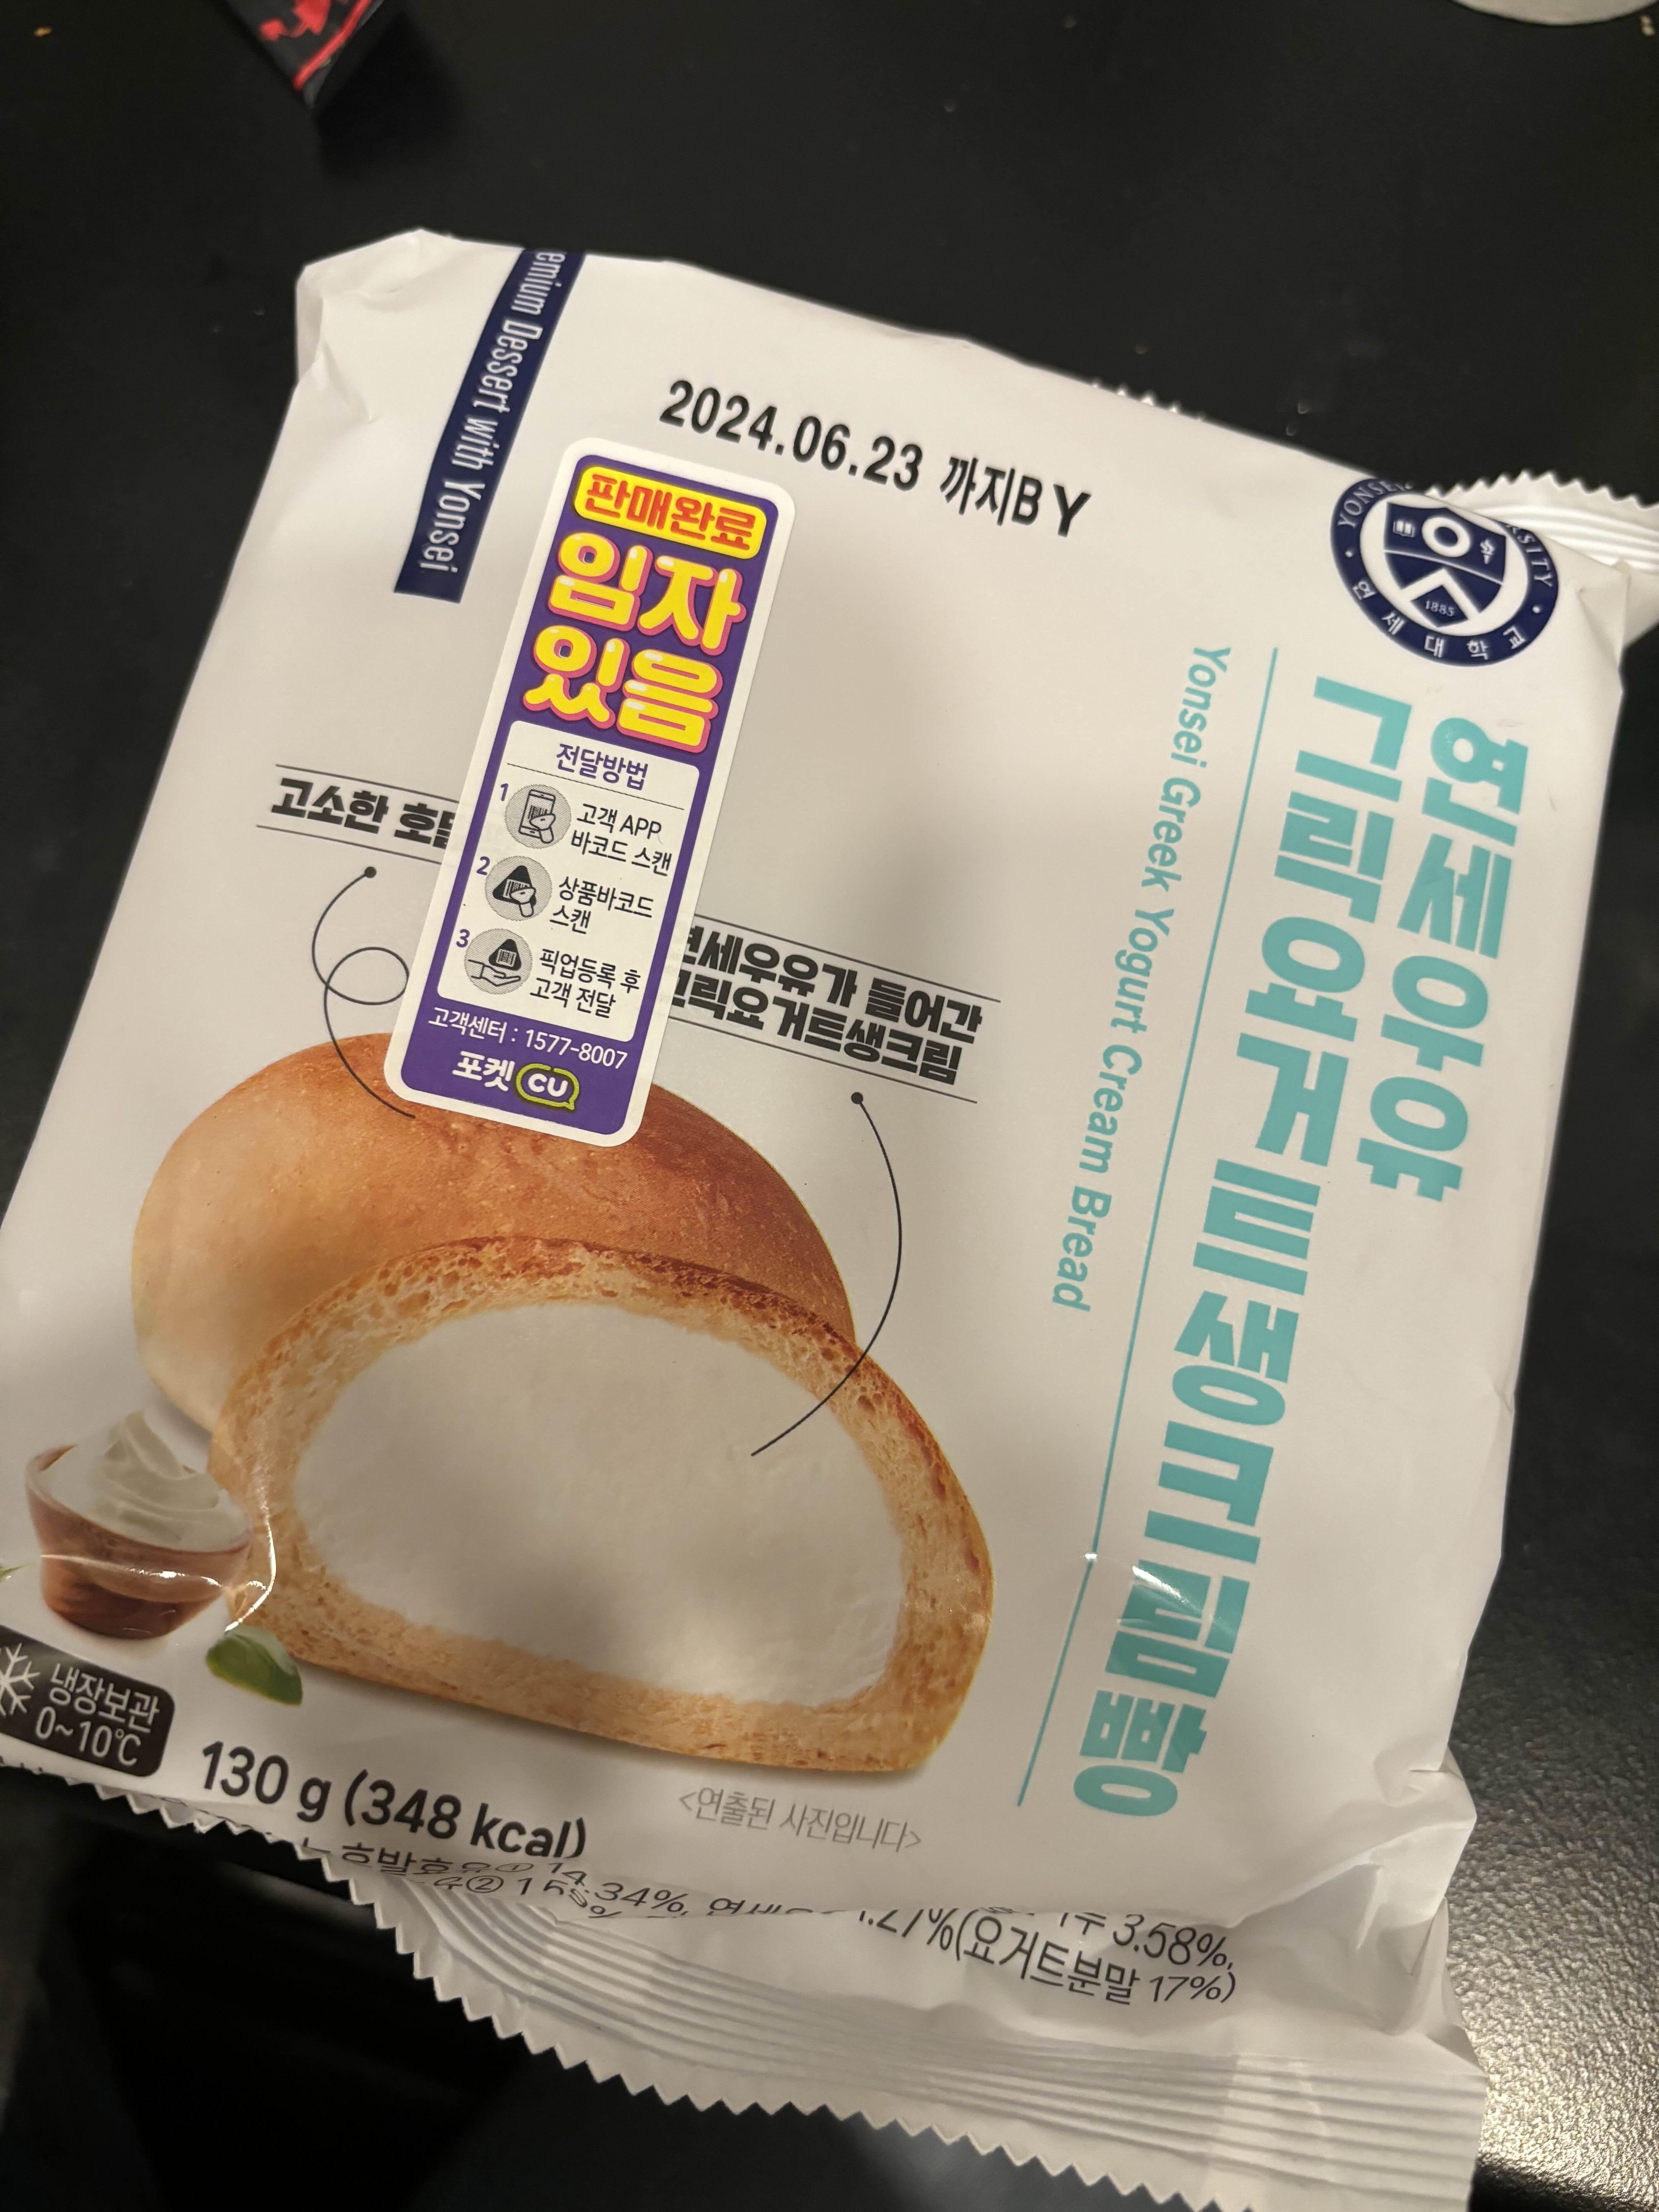 emium Dessert with Yonsei
2024.06.23 까지BY
YONSEI
1885
연세대학교
연세우유
그릭요거트생크림빵
Yonsei Greek Yogurt Cream Bread
판매완료
임자
있음
전달방법
1 고객 APP
바코드 스캔
2 상품바코드
스캔
3 픽업등록 후
고객 전달
고객센터 : 1577-8007
포켓 CU
고소한
연세우유가 들어간
그릭요거트생크림
냉장보관
0~10℃
130 g (348 kcal)
<연출된 사진입니다>
3.58%,
(요거트분말 17%)